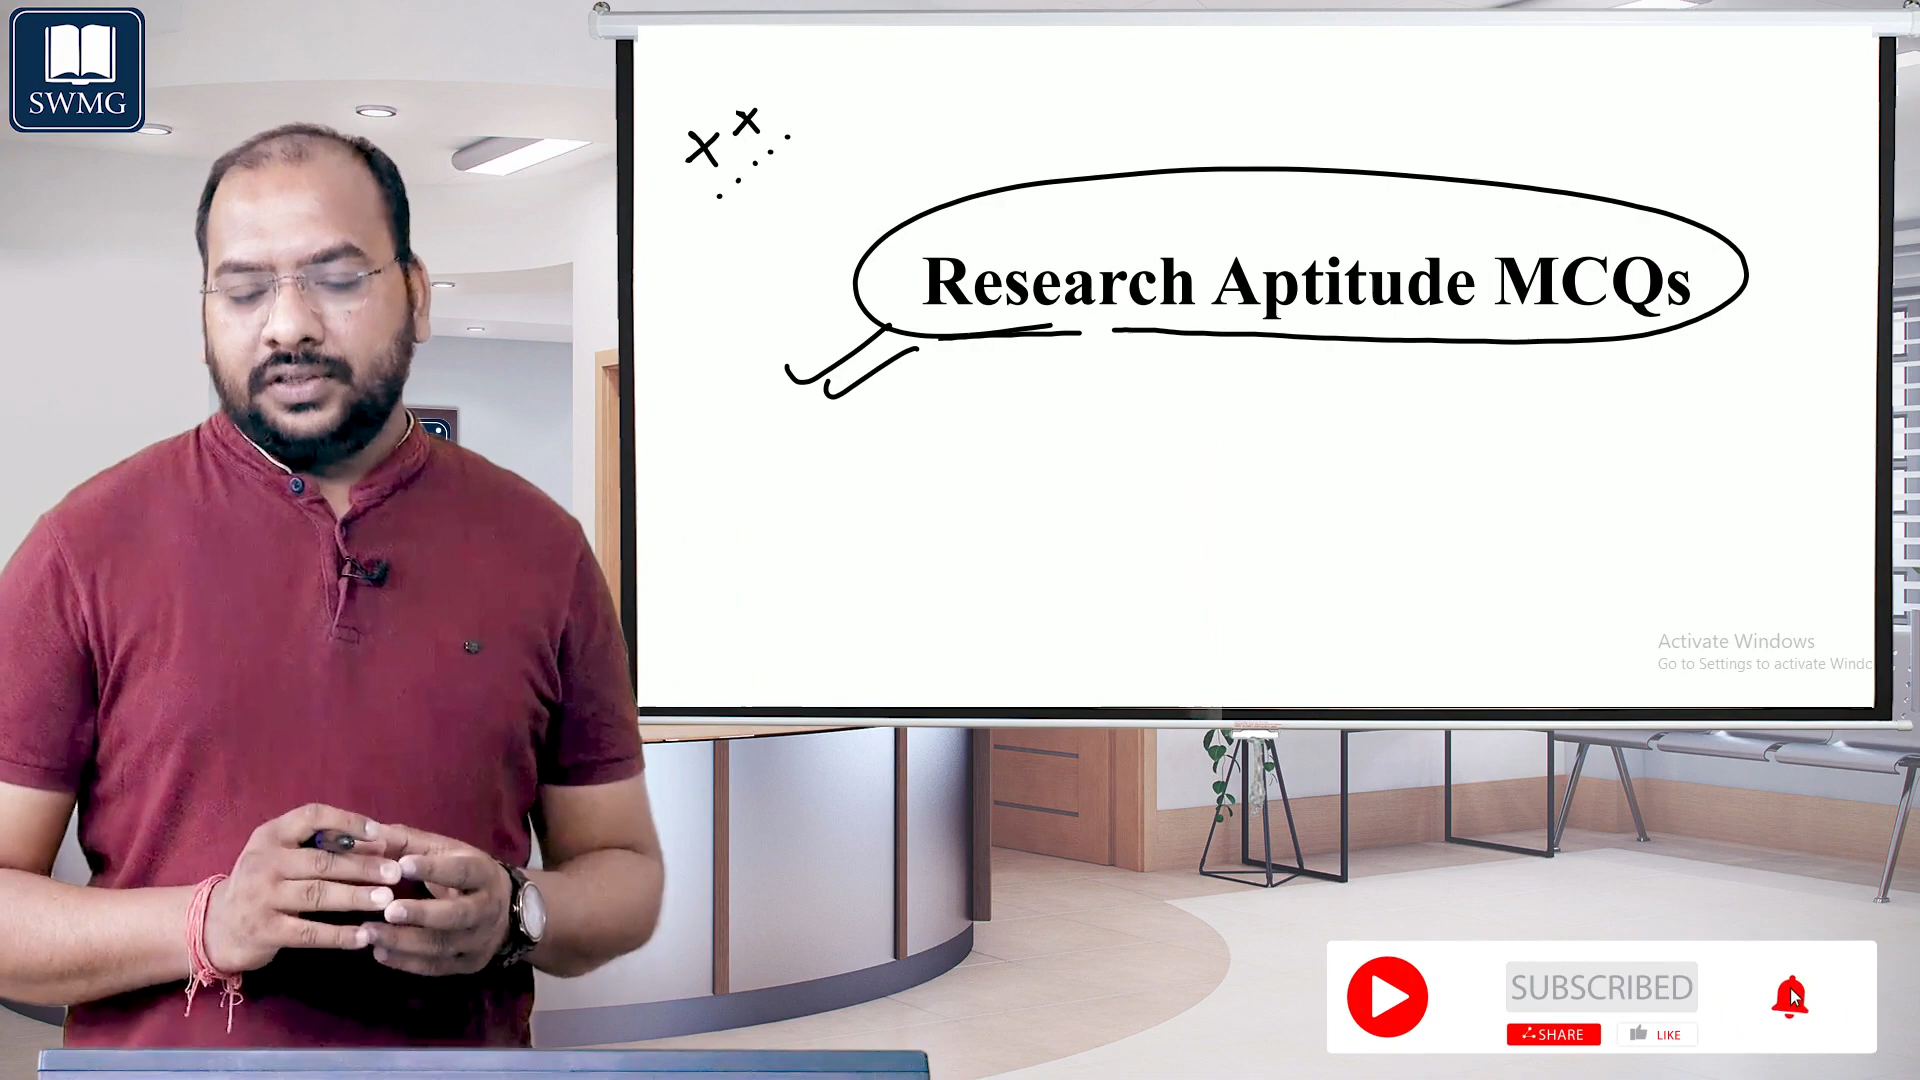 SWMG
X X
Research Aptitude MCQs
Activate Windows
Go to Settings to activate Windc
SUBSCRIBED
SHARE
LIKE